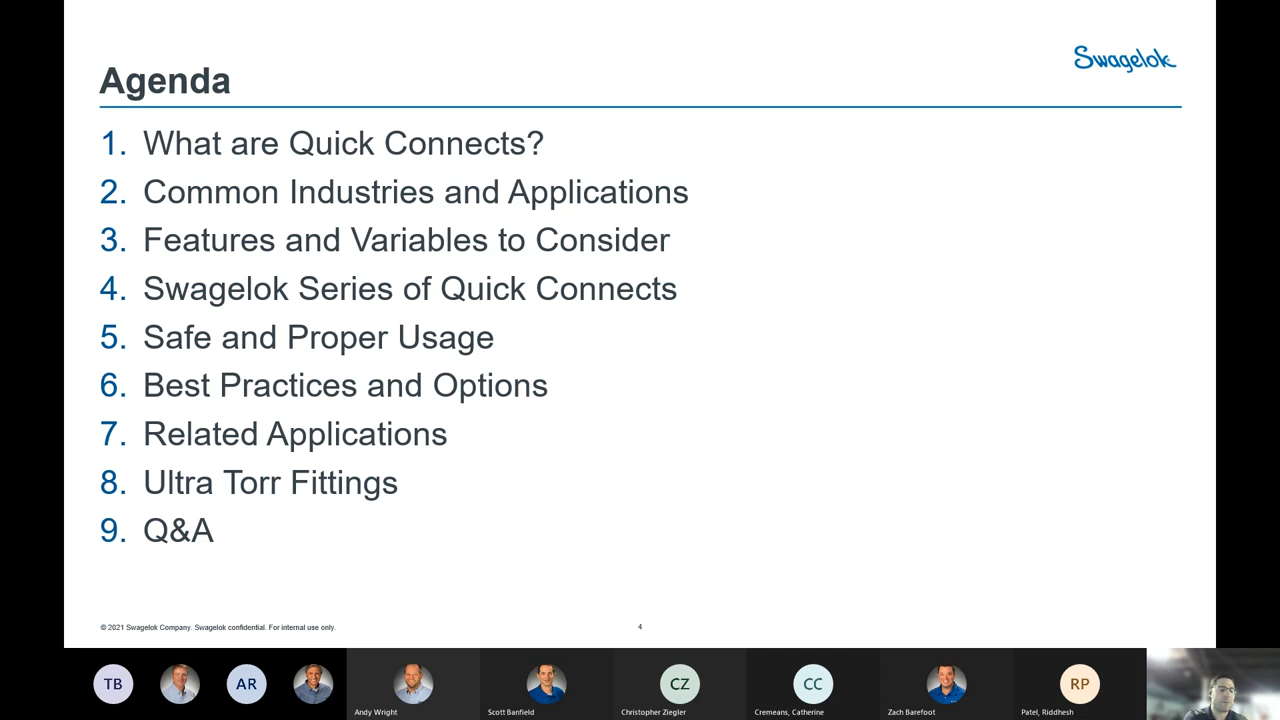 Swagelok
Agenda
1. What are Quick Connects?
2. Common Industries and Applications
3. Features and Variables to Consider
4. Swagelok Series of Quick Connects
5. Safe and Proper Usage
6. Best Practices and Options
7. Related Applications
8. Ultra Torr Fittings
9. Q&A
© 2021 Swagelok Company. Swagelok confidential. For internal use only.
4
TB
AR
CZ
CC
RP
Andy Wright
Scott Banfield
Christopher Ziegler
Cremeans, Catherine
Zach Barefoot
Patel, Riddhesh